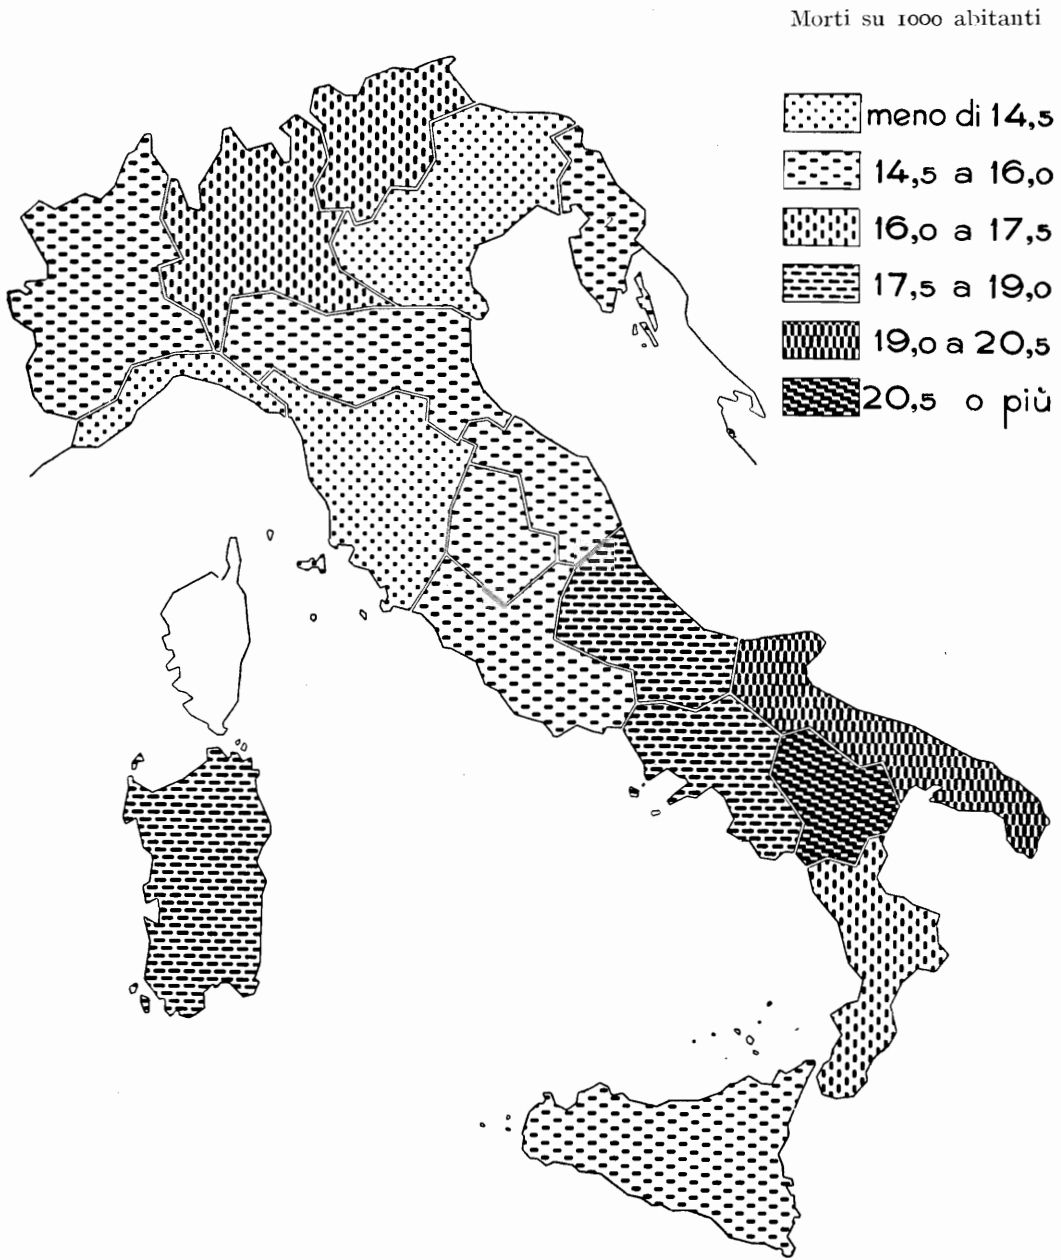 Morti su 1000 abitanti
meno di 14,5
14,5 a 16,0
16,0 a 17,5
17,5 a 19,0
19,0 a 20,5
20,5 o più